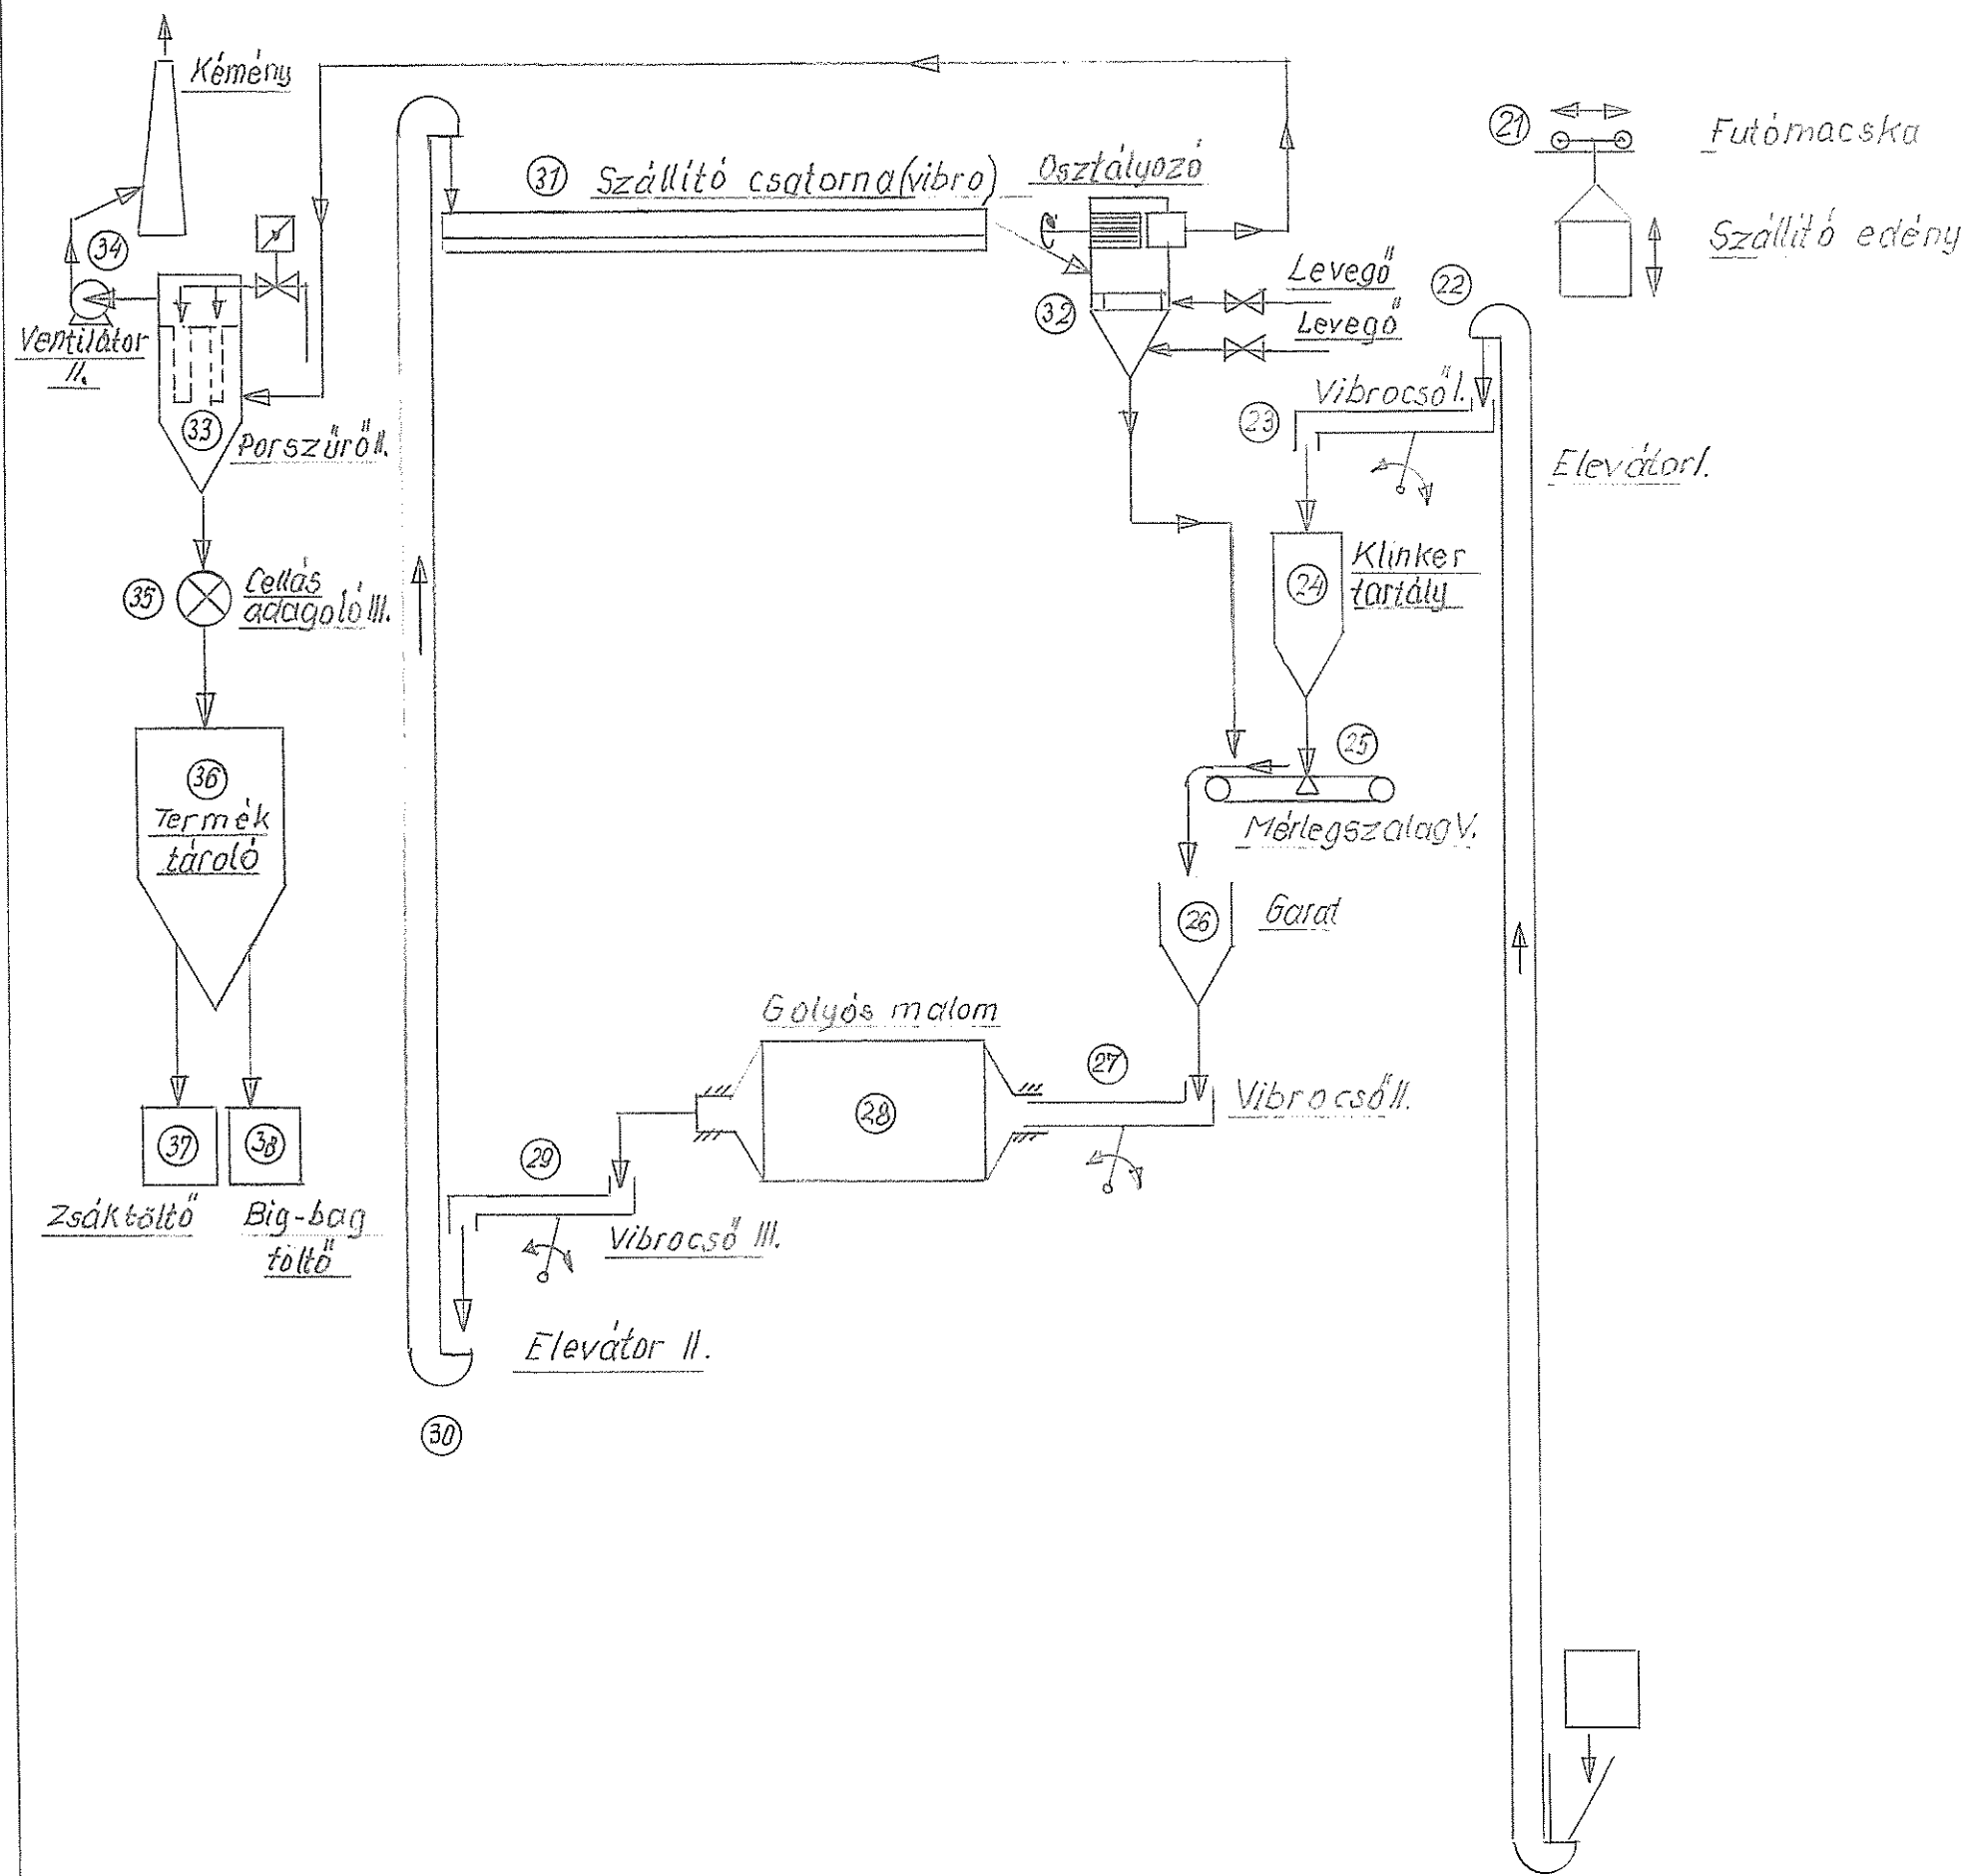 Kémény
21
Futómacska
31
Szállító csatorna (vibro)
Osztályozó
Szállító edény
34
Levegő
22
32
Levegő
Ventilátor
II.
Vibrocső I.
23
33
Porszűrő II.
Elevátor I.
35
Cellás
adagoló III.
24
Klinker
tartály
25
36
Termék
tároló
Mérlegszalag V.
26
Garat
Golyós malom
27
28
Vibrocső II.
37
38
29
Zsáktöltő
Big-bag
töltő
Vibrocső III.
Elevátor II.
30